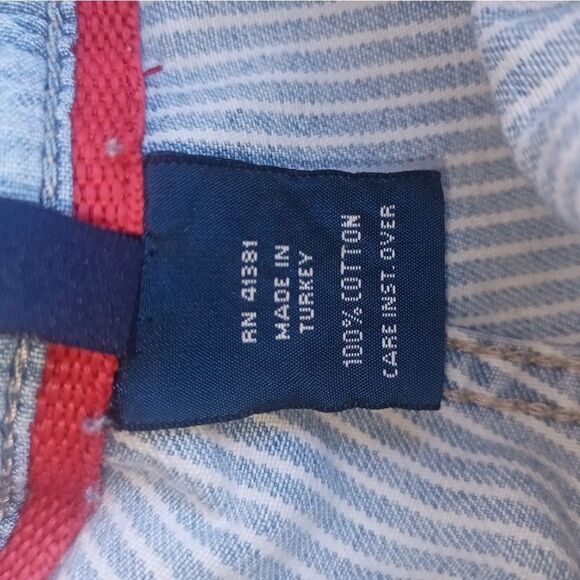 RN 41381
MADE IN
TURKEY
100% COTTON
CARE INST. OVER